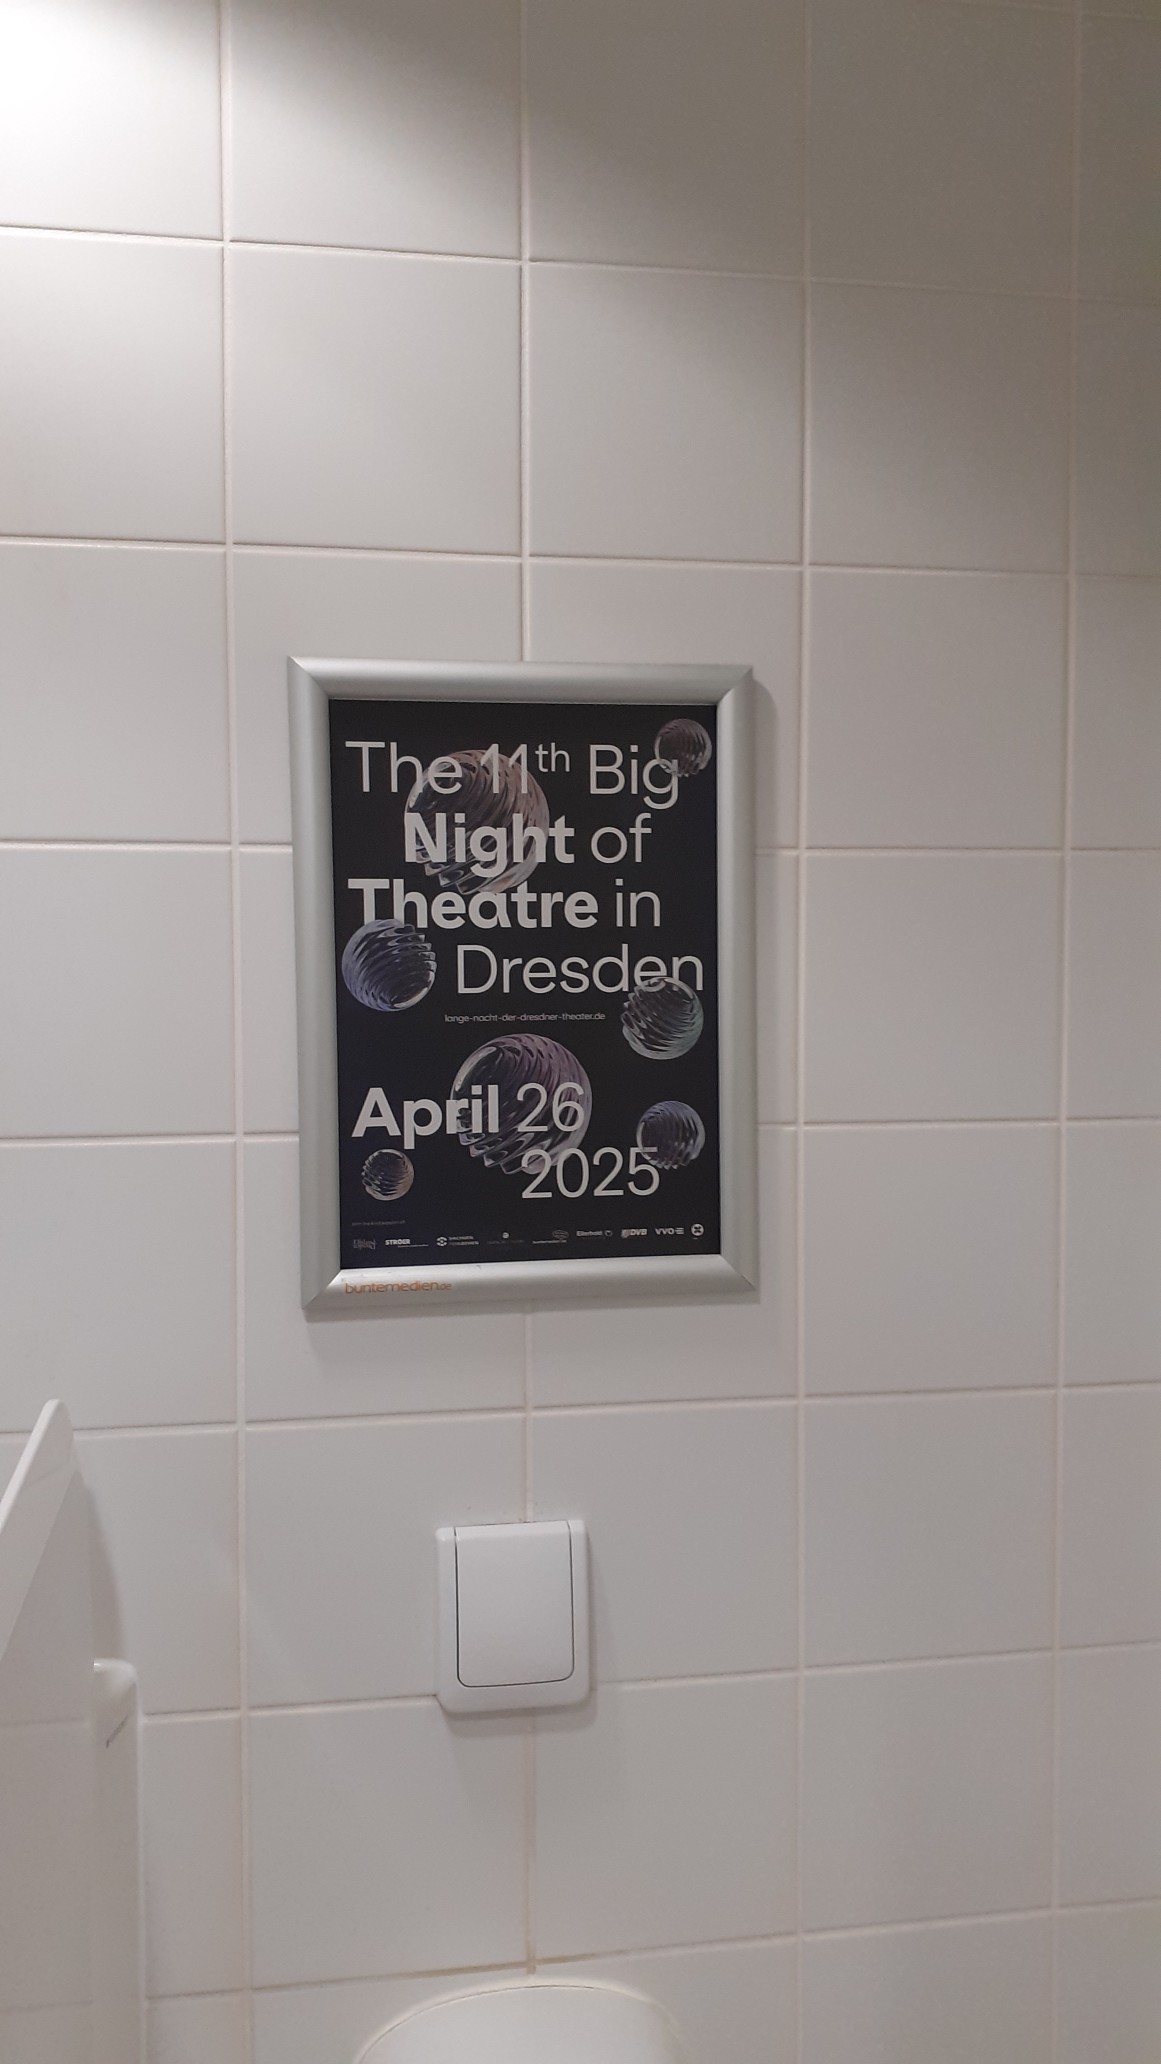 The 11th Big
Night of
Theatre in
Dresden
lange-nacht-der-dresdner-theater.de
April 26
2025
STRÖER
DVB
VVO
buntemedien.de